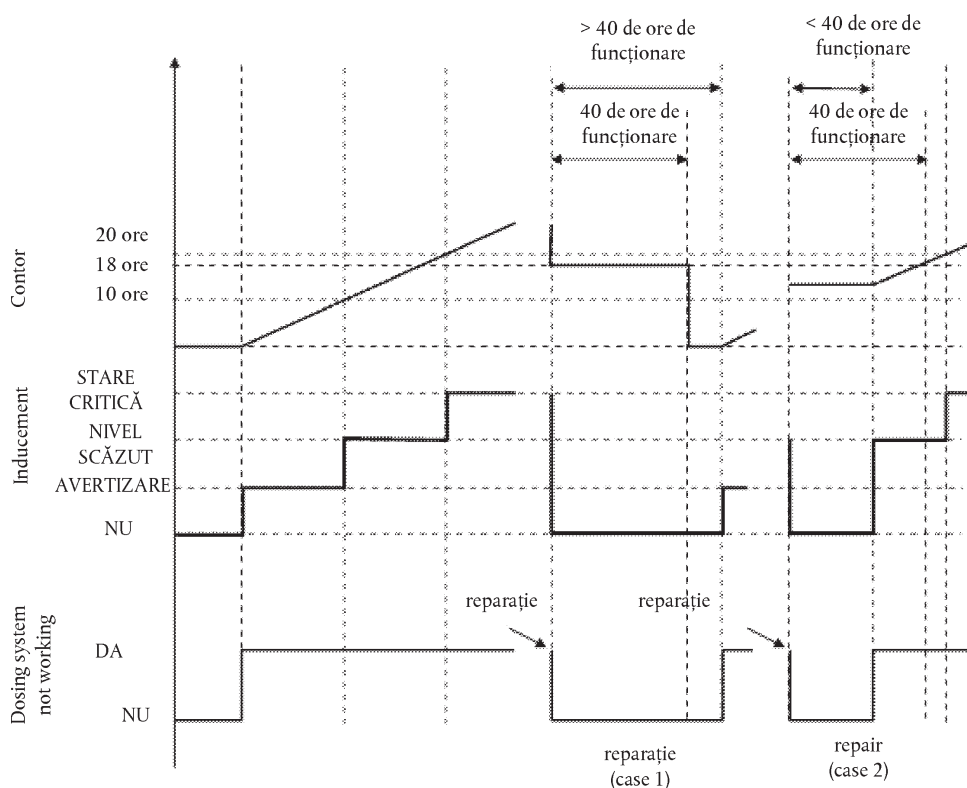 > 40 de ore de
funcționare
< 40 de ore de
funcționare
40 de ore de
funcționare
40 de ore de
funcționare
Contor
20 ore
18 ore
10 ore
Inducement
STARE
CRITICĂ
NIVEL
SCĂZUT
AVERTIZARE
NU
Dosing system
not working
reparație
reparație
DA
NU
reparație
(case 1)
repair
(case 2)